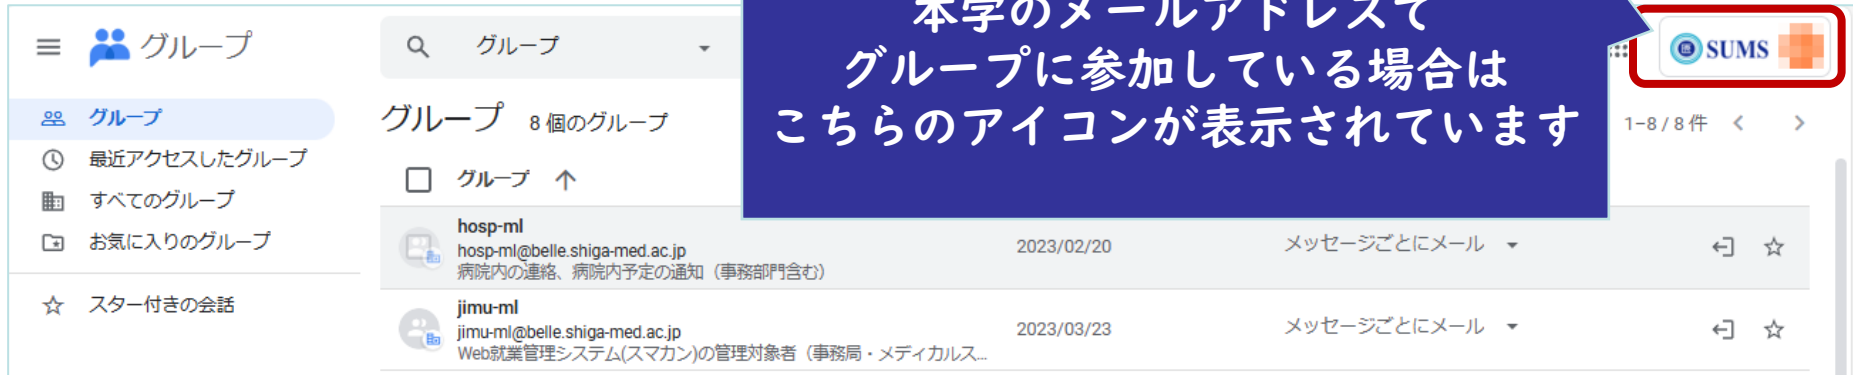 本学のメールアドレスで
グループに参加している場合は
こちらのアイコンが表示されています
グループ
グループ
SUMS
グループ
最近アクセスしたグループ
すべてのグループ
お気に入りのグループ
スター付きの会話
グループ 8 個のグループ
1-8 / 8 件
グループ
hosp-ml
hosp-ml@belle.shiga-med.ac.jp
病院内の連絡、病院内予定の通知（事務部門含む）
2023/02/20
メッセージごとにメール
jimu-ml
jimu-ml@belle.shiga-med.ac.jp
Web就業管理システム(スマカン)の管理対象者（事務局・メディカルス...
2023/03/23
メッセージごとにメール